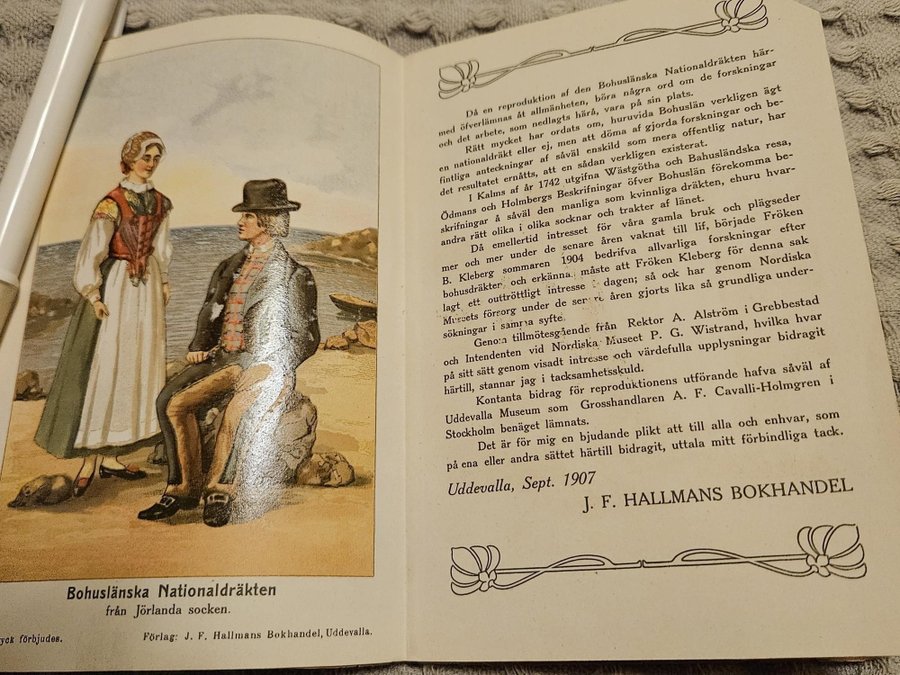 Bohuslänska Nationaldräkten
från Jörlanda socken.
yck förbjudes.
Förlag: J. F. Hallmans Bokhandel, Uddevalla.
Då en reproduktion af den Bohuslänska Nationaldräkten här-
med öfverlämnas åt allmänheten, böra några ord om de forskningar
och det arbete, som nedlagts härå, vara på sin plats.
Rätt mycket har ordats om, huruvida Bohuslän verkligen ägt
en nationaldräkt eller ej, men att döma af gjorda forskningar och be-
fintliga anteckningar af såväl enskild som mera offentlig natur, har
det resultatet ernåtts, att en sådan verkligen existerat.
I Kalms af år 1742 utgifna Wästgötha och Bahusländska resa,
Ödmans och Holmbergs Beskrifningar öfver Bohuslän förekomma be-
skrifningar å såväl den manliga som kvinnliga dräkten, ehuru hvar-
andra rätt olika i olika socknar och trakter af länet.
Då emellertid intresset för våra gamla bruk och plägseder
mer och mer under de senare åren vaknat till lif, började Fröken
B. Kleberg sommaren 1904 bedrifva allvarliga forskningar efter
bohusdräkten, och erkänna måste att Fröken Kleberg för denna sak
lagt ett outtröttligt intresse i dagen; så ock har genom Nordiska
Museets försorg under de senare åren gjorts lika så grundliga under-
sökningar i samma syfte.
Genom tillmötesgående från Rektor A. Alström i Grebbestad
och Intendenten vid Nordiska Museet P. G. Wistrand, hvilka hvar
på sitt sätt genom visadt intresse och värdefulla upplysningar bidragit
härtill, stannar jag i tacksamhetsskuld.
Kontanta bidrag för reproduktionens utförande hafva såväl af
Uddevalla Museum som Grosshandlaren A. F. Cavalli-Holmgren i
Stockholm benäget lämnats.
Det är för mig en bjudande plikt att till alla och enhvar, som
på ena eller andra sättet härtill bidragit, uttala mitt förbindliga tack.
Uddevalla, Sept. 1907
J. F. HALLMANS BOKHANDEL